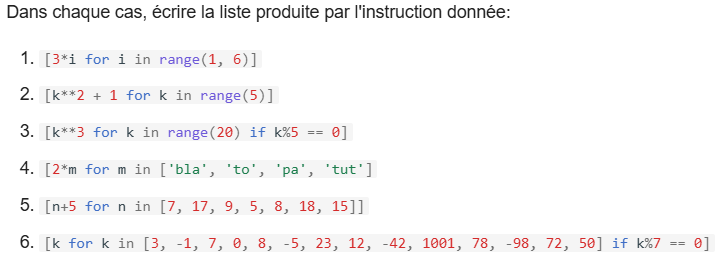 Dans chaque cas, écrire la liste produite par l'instruction donnée:
1. [3*i for i in range(1, 6)]
2. [k**2 + 1 for k in range(5)]
3. [k**3 for k in range(20) if k%5 == 0]
4. [2*m for m in ['bla', 'to', 'pa', 'tut']
5. [n+5 for n in [7, 17, 9, 5, 8, 18, 15]]
6. [k for k in [3, -1, 7, 0, 8, -5, 23, 12, -42, 1001, 78, -98, 72, 50] if k%7 == 0]